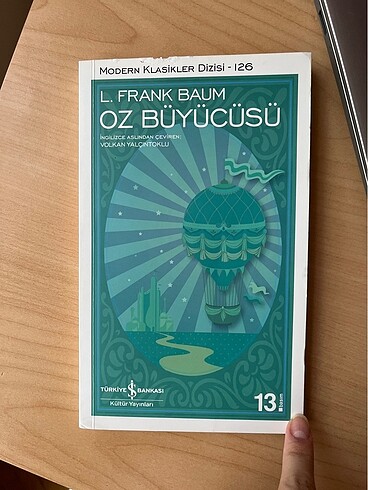 MODERN KLASİKLER DİZİSİ - 126
L. FRANK BAUM
OZ BÜYÜCÜSÜ
İNGİLİZCE ASLINDAN ÇEVİREN:
VOLKAN YALÇINTOKLU
TÜRKİYE İŞ BANKASI
Kültür Yayınları
13. basım